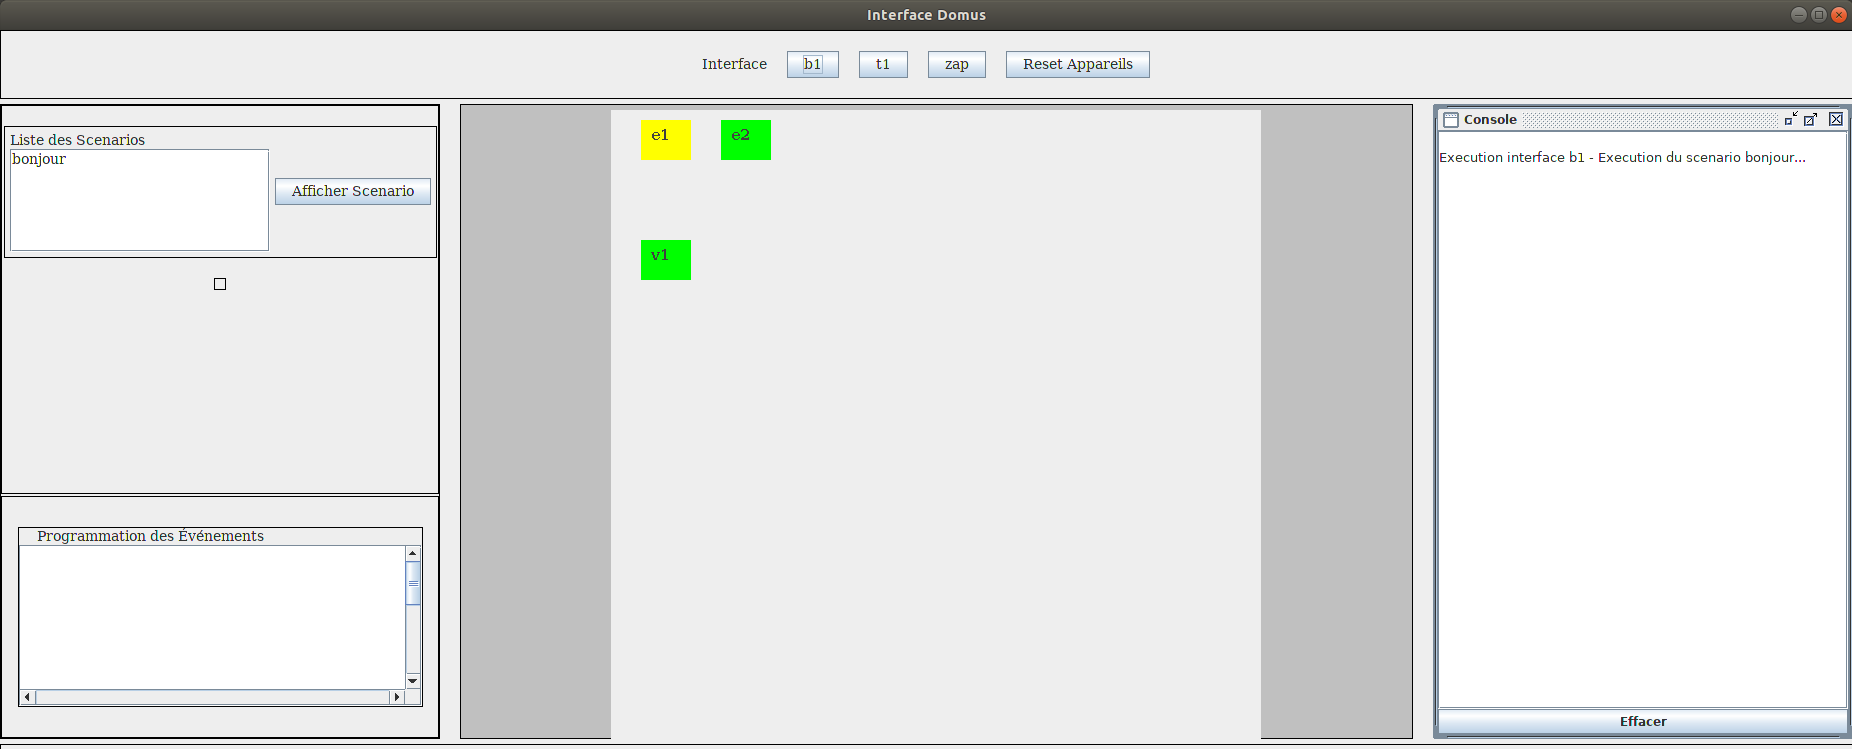 Interface Domus
Interface b1 t1 zap Reset Appareils
Liste des Scenarios
bonjour
Afficher Scenario
Programmation des Événements
e1 e2
v1
Console
Execution interface b1 - Execution du scenario bonjour...
Effacer